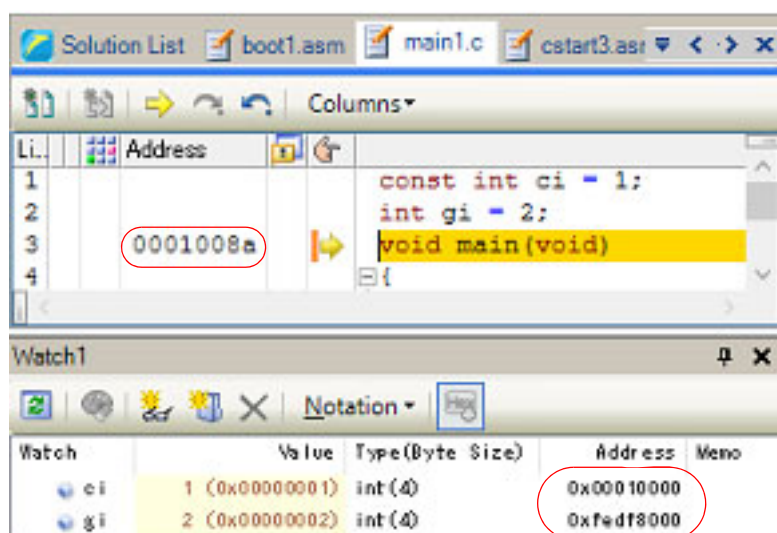 Solution List boot1.asm main1.c cstart3.asr
Columns
Li.. Address
1 const int ci = 1;
2 int gi = 2;
3 0001008a void main(void)
4 {
Watch1
Notation
Watch Value Type(Byte Size) Address Memo
ci 1 (0x00000001) int(4) 0x00010000
gi 2 (0x00000002) int(4) 0xfedf8000